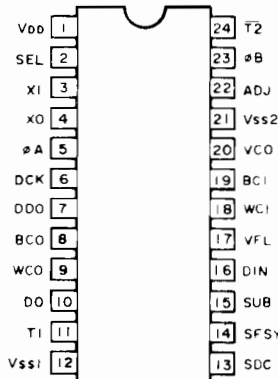 VDD 1 24 T̅2̅
SEL 2 23 øB
XI 3 22 ADJ
XO 4 21 Vss2
øA 5 20 VCO
DCK 6 19 BCI
DDO 7 18 WCI
BCO 8 17 VFL
WCO 9 16 DIN
DO 10 15 SUB
TI 11 14 SFSY
Vss1 12 13 SDC